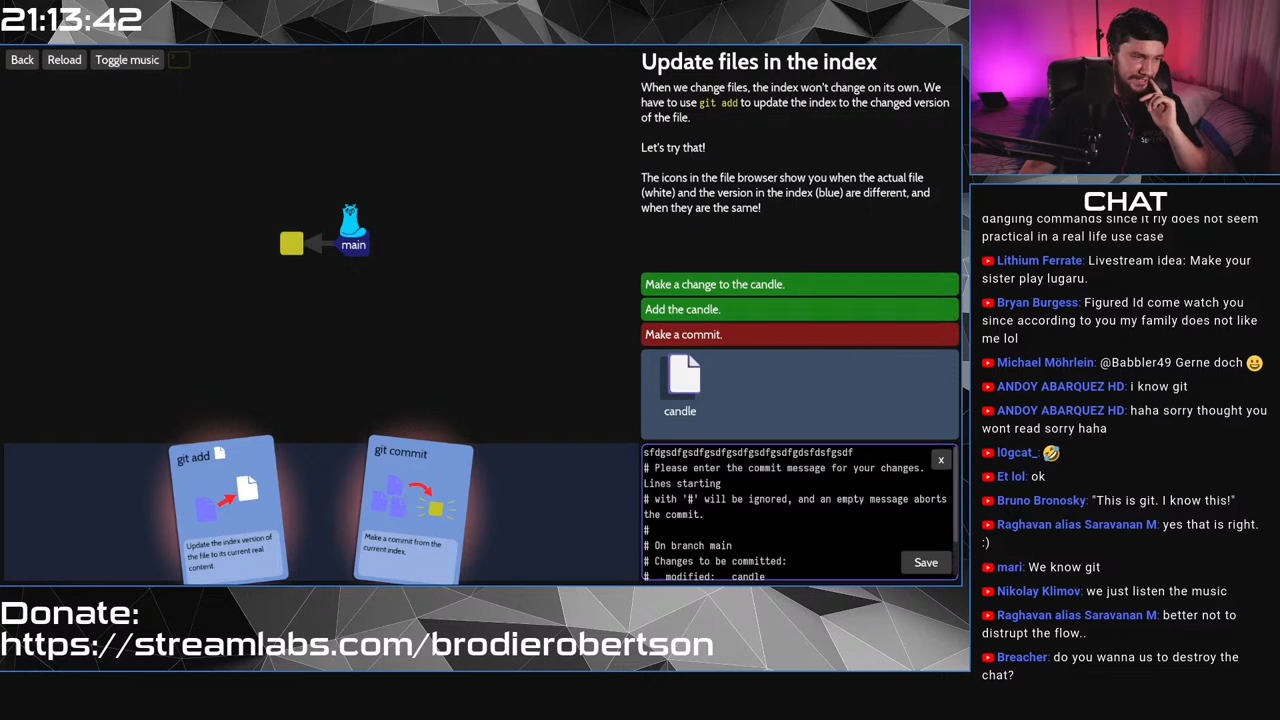 21:13:42
Back
Reload
Toggle music
main
git add
Update the index version of
the file to its current real
content.
git commit
Make a commit from the
current index.
Update files in the index
When we change files, the index won't change on its own. We
have to use git add to update the index to the changed version
of the file.
Let's try that!
The icons in the file browser show you when the actual file
(white) and the version in the index (blue) are different, and
when they are the same!
Make a change to the candle.
Add the candle.
Make a commit.
candle
sfdgsdfgsdfgsdfgsdfgsdfgsdfgdsfdsfgsdf
# Please enter the commit message for your changes.
Lines starting
# with '#' will be ignored, and an empty message aborts
the commit.
#
# On branch main
# Changes to be committed:
# modified: candle
x
Save
CHAT
dangling commands since it rly does not seem
practical in a real life use case
Lithium Ferrate: Livestream idea: Make your
sister play lugaru.
Bryan Burgess: Figured Id come watch you
since according to you my family does not like
me lol
Michael Möhrlein: @Babbler49 Gerne doch 😀
ANDOY ABARQUEZ HD: i know git
ANDOY ABARQUEZ HD: haha sorry thought you
wont read sorry haha
l0gcat_: 🤣
Et lol: ok
Bruno Bronosky: "This is git. I know this!"
Raghavan alias Saravanan M: yes that is right.
:)
mari: We know git
Nikolay Klimov: we just listen the music
Raghavan alias Saravanan M: better not to
distrupt the flow..
Breacher: do you wanna us to destroy the
chat?
Donate:
https://streamlabs.com/brodierobertson